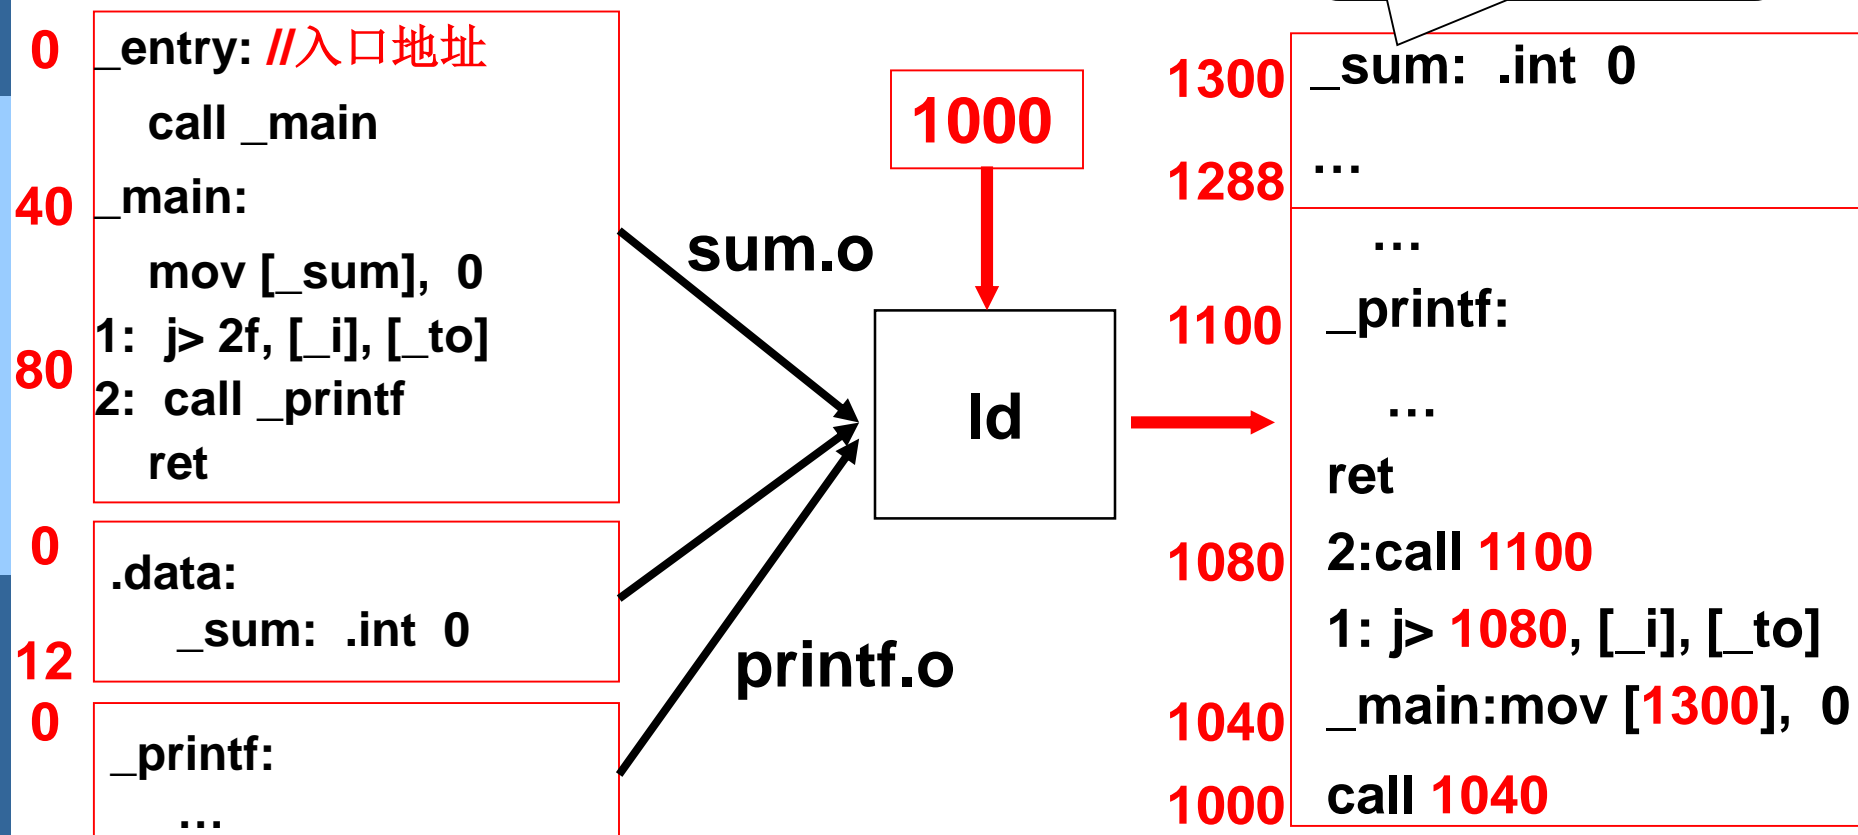 0
_entry: //入口地址
call _main
40
_main:
mov [_sum], 0
1: j> 2f, [_i], [_to]
80
2: call _printf
ret
0
.data:
_sum: .int 0
12
0
_printf:
…
sum.o
printf.o
1000
ld
1300
_sum: .int 0
1288
…
…
1100
_printf:
…
ret
1080
2:call 1100
1: j> 1080, [_i], [_to]
1040
_main:mov [1300], 0
1000
call 1040